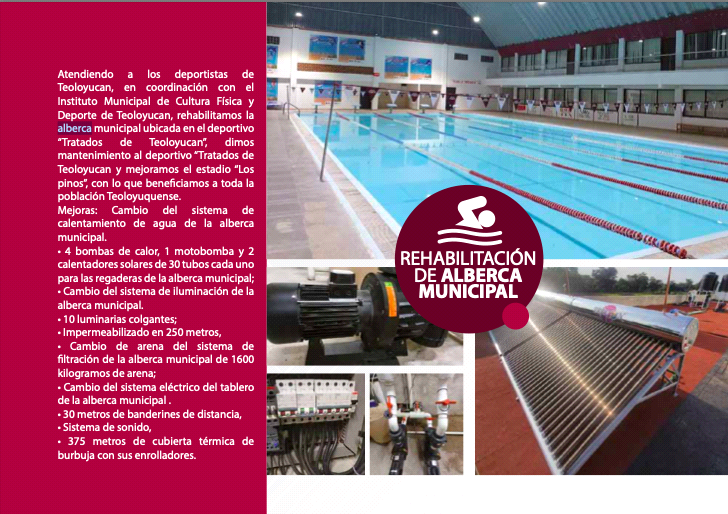 Atendiendo a los deportistas de
Teoloyucan, en coordinación con el
Instituto Municipal de Cultura Física y
Deporte de Teoloyucan, rehabilitamos la
alberca municipal ubicada en el deportivo
“Tratados de Teoloyucan”, dimos
mantenimiento al deportivo “Tratados de
Teoloyucan y mejoramos el estadio “Los
pinos”, con lo que beneficiamos a toda la
población Teoloyuquense.
Mejoras: Cambio del sistema de
calentamiento de agua de la alberca
municipal.
• 4 bombas de calor, 1 motobomba y 2
calentadores solares de 30 tubos cada uno
para las regaderas de la alberca municipal;
• Cambio del sistema de iluminación de la
alberca municipal.
• 10 luminarias colgantes;
• Impermeabilizado en 250 metros,
• Cambio de arena del sistema de
filtración de la alberca municipal de 1600
kilogramos de arena;
• Cambio del sistema eléctrico del tablero
de la alberca municipal .
• 30 metros de banderines de distancia,
• Sistema de sonido,
• 375 metros de cubierta térmica de
burbuja con sus enrolladores.
REHABILITACIÓN
DE ALBERCA
MUNICIPAL